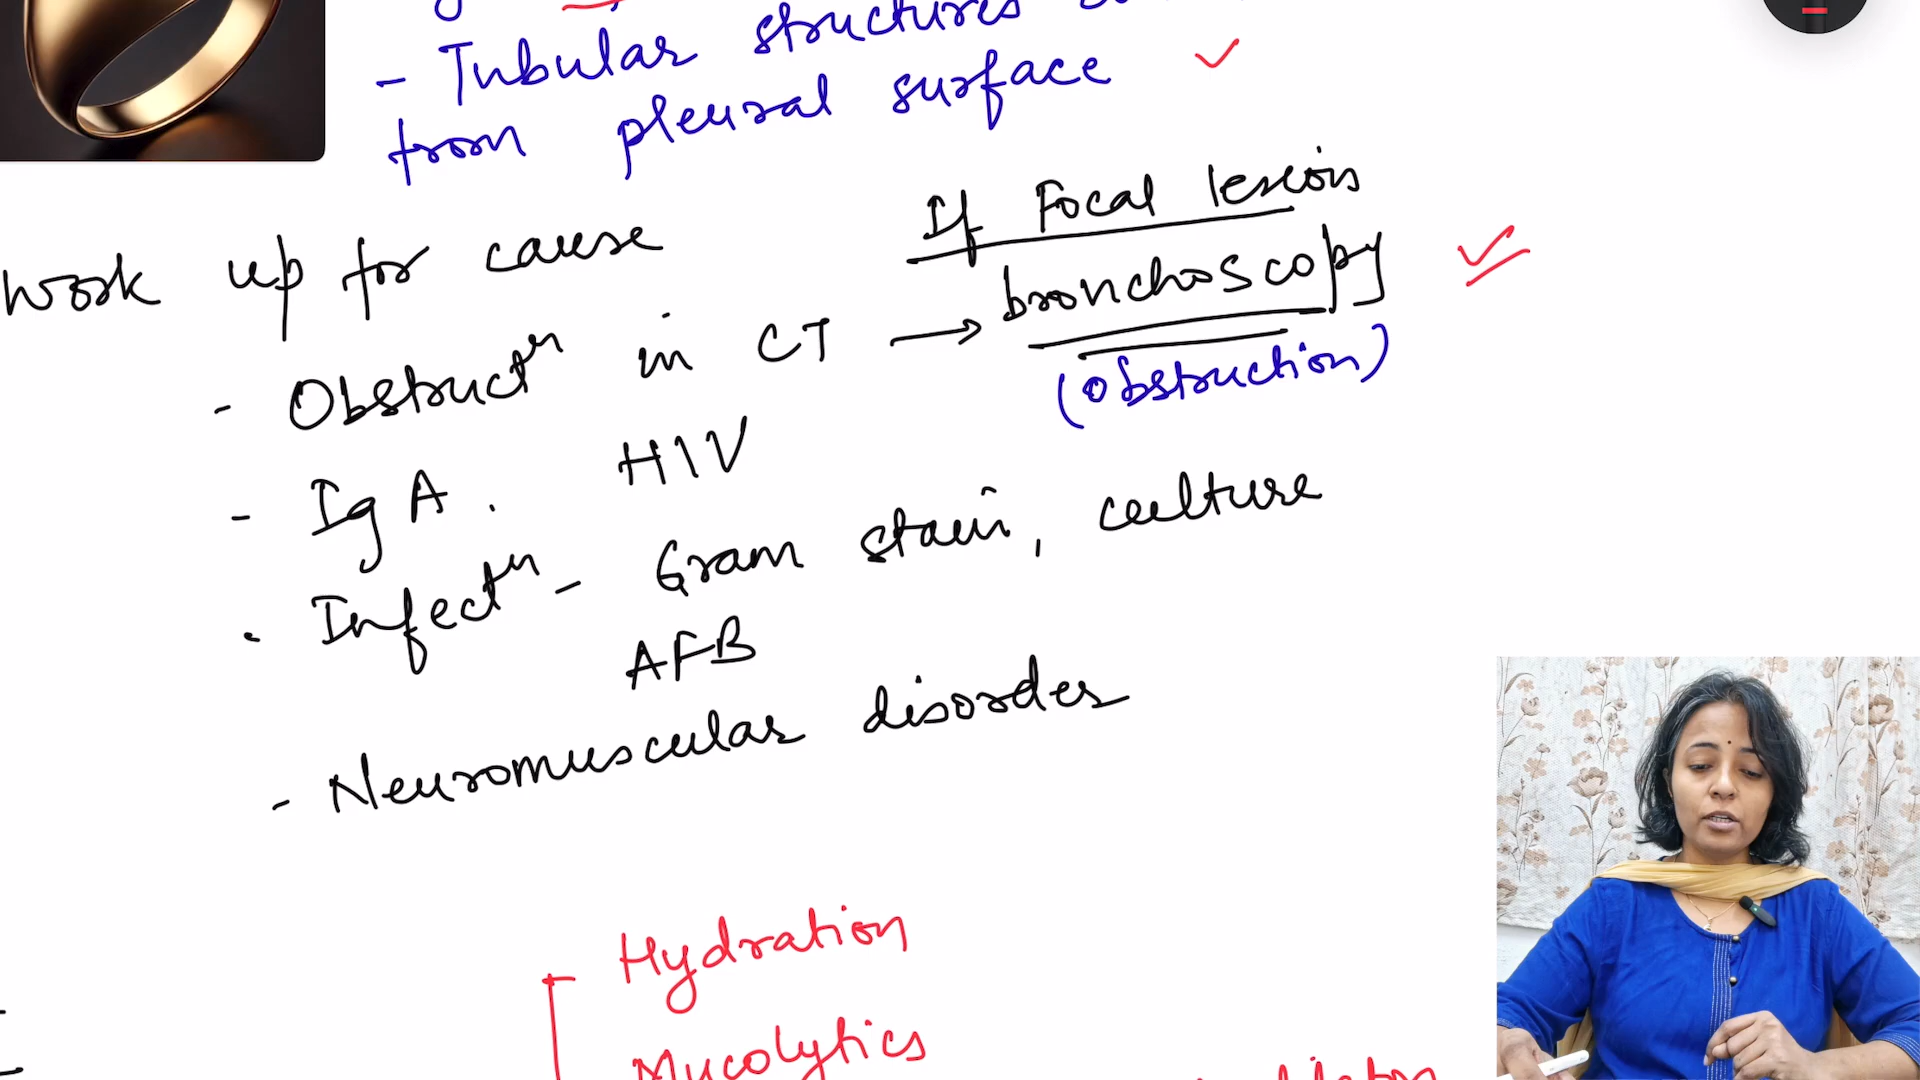 - Tubular structures
from pleural surface
work up for cause
If Focal lesion
- Obstructⁿ in CT → bronchoscopy
(obstruction)
- IgA. HIV
- Infectⁿ - Gram stain, culture
AFB
- Neuromuscular disorder
Hydration
Mucolytics